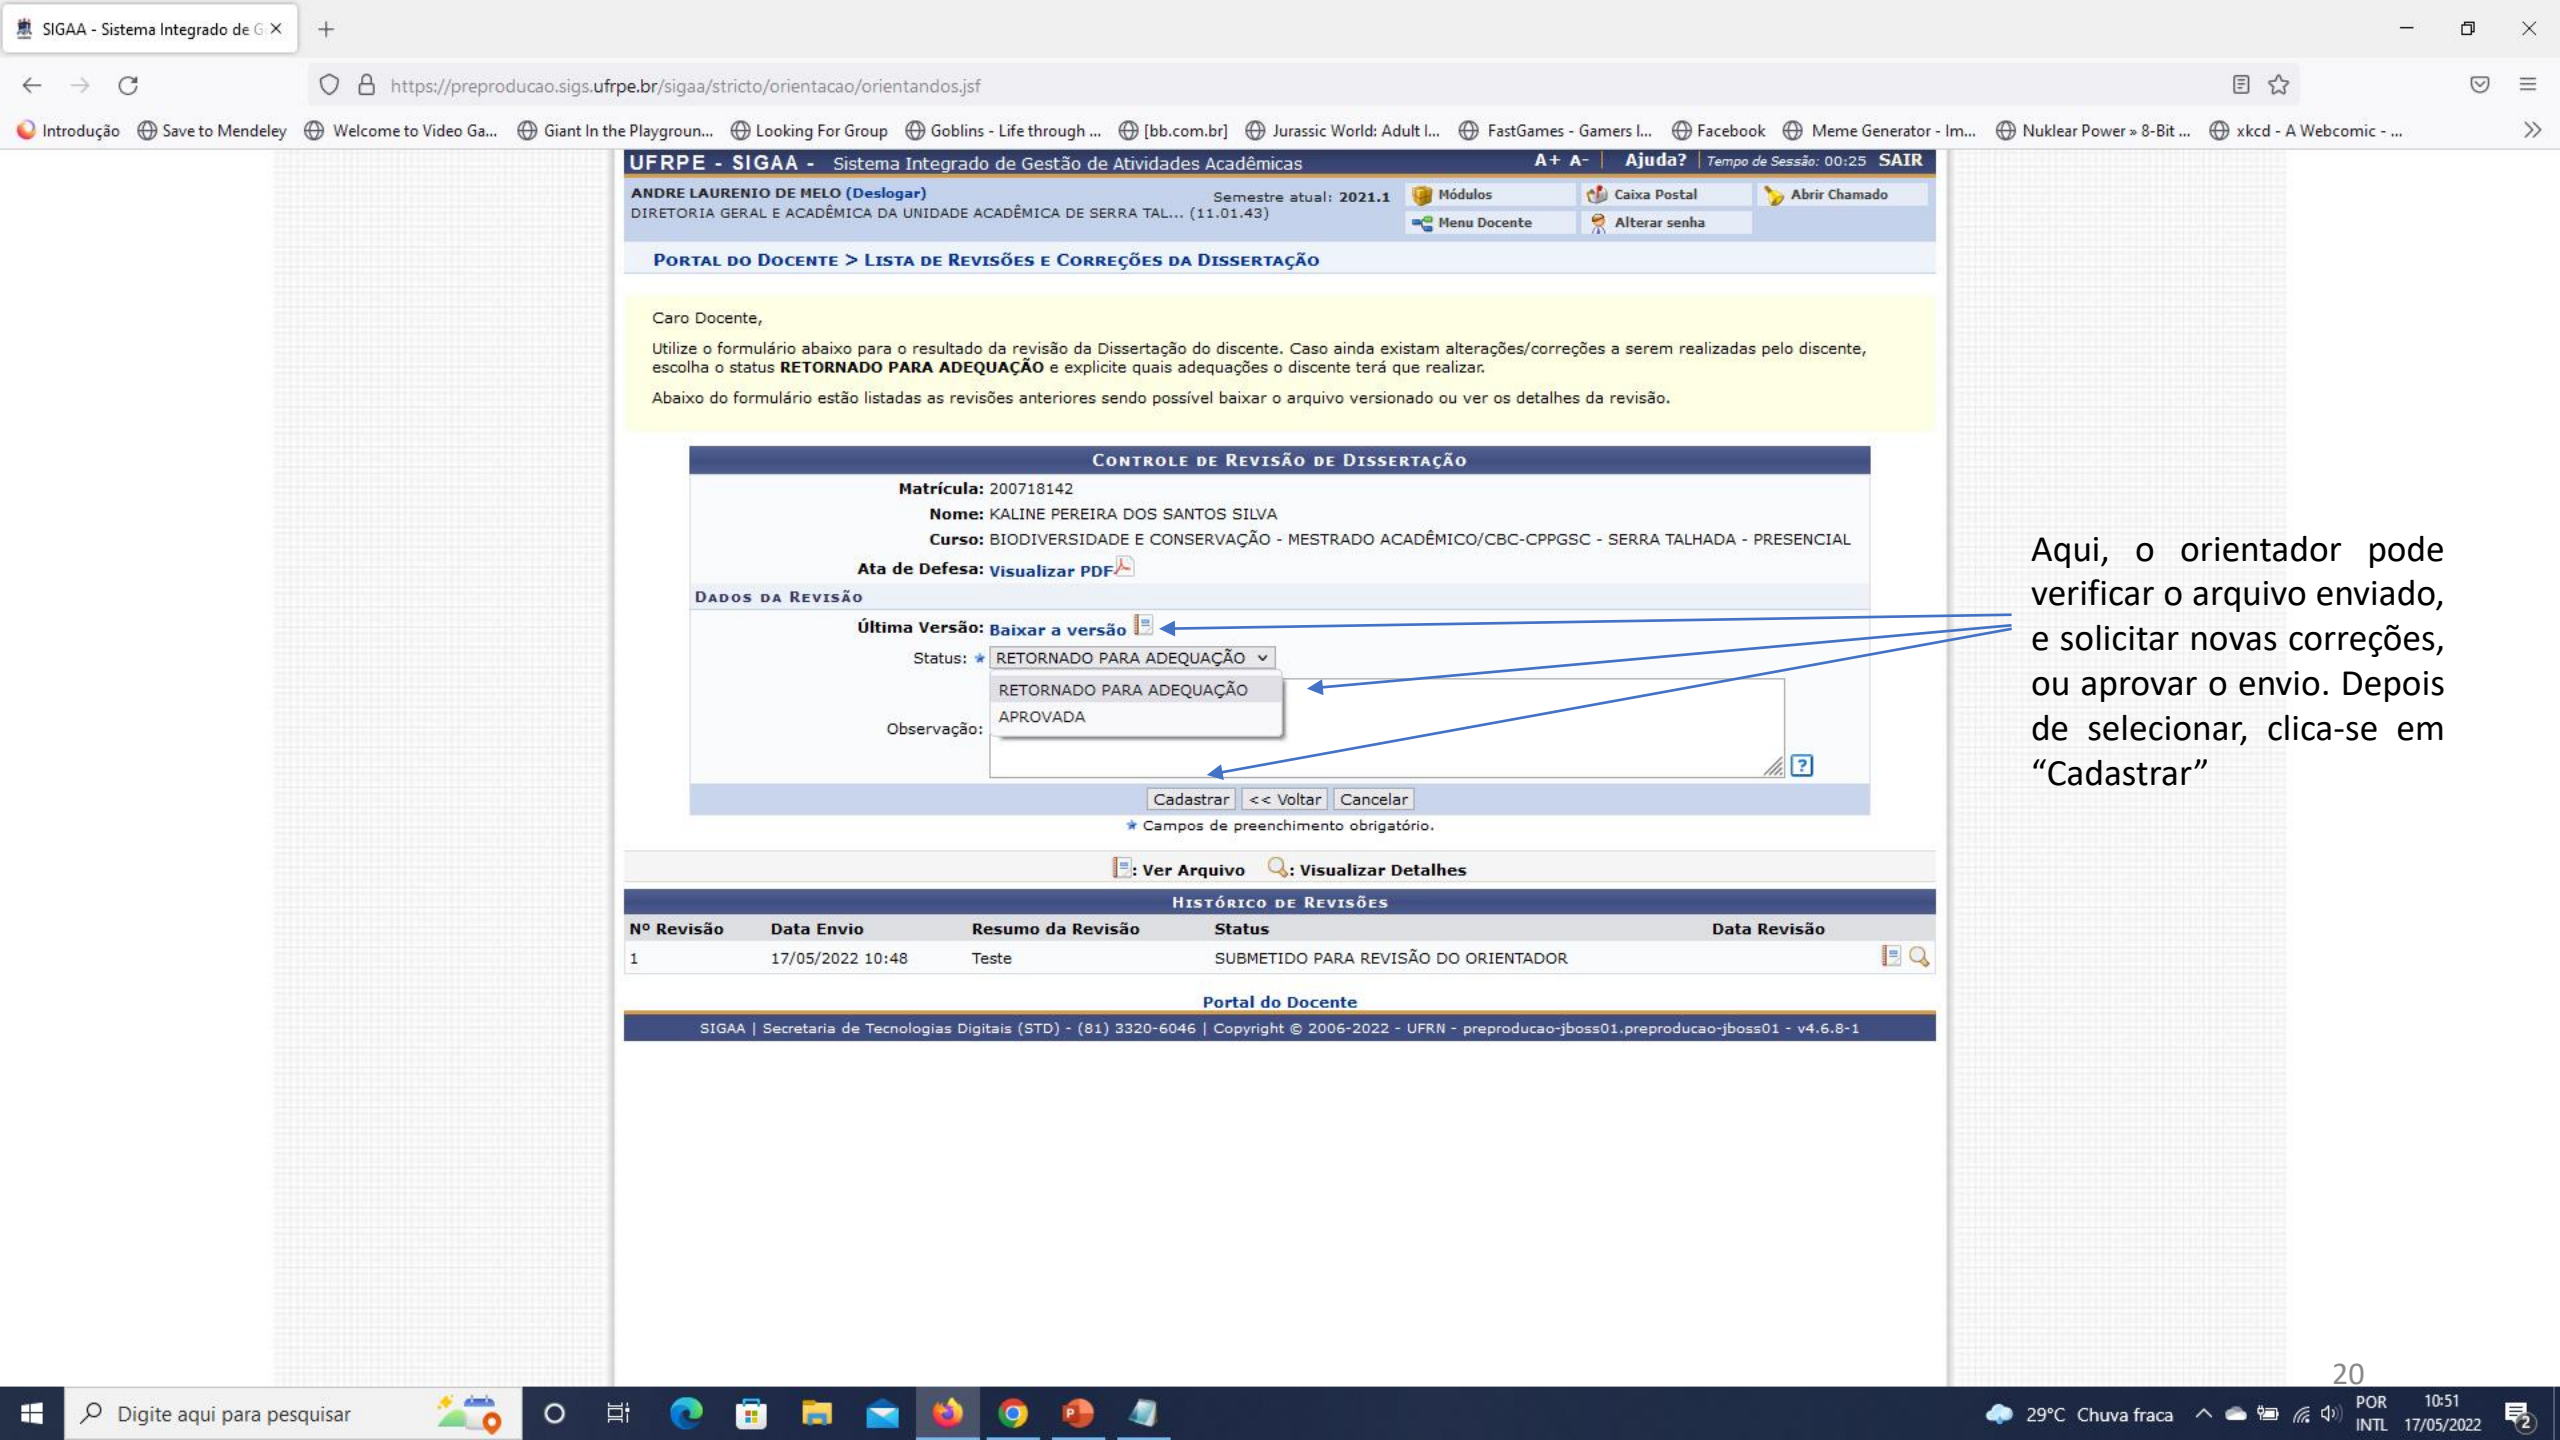 SIGAA - Sistema Integrado de G
https://preproducao.sigs.ufrpe.br/sigaa/stricto/orientacao/orientandos.jsf
Introdução Save to Mendeley Welcome to Video Ga... Giant In the Playgroun... Looking For Group Goblins - Life through ... [bb.com.br] Jurassic World: Adult I... FastGames - Gamers I... Facebook Meme Generator - Im... Nuklear Power » 8-Bit ... xkcd - A Webcomic - ...
UFRPE - SIGAA - Sistema Integrado de Gestão de Atividades Acadêmicas A+ A- | Ajuda? | Tempo de Sessão: 00:25 SAIR
ANDRE LAURENIO DE MELO (Deslogar) Semestre atual: 2021.1 Módulos Caixa Postal Abrir Chamado
DIRETORIA GERAL E ACADÊMICA DA UNIDADE ACADÊMICA DE SERRA TAL... (11.01.43) Menu Docente Alterar senha
PORTAL DO DOCENTE > LISTA DE REVISÕES E CORREÇÕES DA DISSERTAÇÃO
Caro Docente,
Utilize o formulário abaixo para o resultado da revisão da Dissertação do discente. Caso ainda existam alterações/correções a serem realizadas pelo discente,
escolha o status RETORNADO PARA ADEQUAÇÃO e explicite quais adequações o discente terá que realizar.
Abaixo do formulário estão listadas as revisões anteriores sendo possível baixar o arquivo versionado ou ver os detalhes da revisão.
CONTROLE DE REVISÃO DE DISSERTAÇÃO
Matrícula: 200718142
Nome: KALINE PEREIRA DOS SANTOS SILVA
Curso: BIODIVERSIDADE E CONSERVAÇÃO - MESTRADO ACADÊMICO/CBC-CPPGSC - SERRA TALHADA - PRESENCIAL
Ata de Defesa: Visualizar PDF
DADOS DA REVISÃO
Última Versão: Baixar a versão
Status: RETORNADO PARA ADEQUAÇÃO
RETORNADO PARA ADEQUAÇÃO
APROVADA
Observação:
?
Cadastrar << Voltar Cancelar
Campos de preenchimento obrigatório.
: Ver Arquivo : Visualizar Detalhes
HISTÓRICO DE REVISÕES
Nº Revisão Data Envio Resumo da Revisão Status Data Revisão
1 17/05/2022 10:48 Teste SUBMETIDO PARA REVISÃO DO ORIENTADOR
Portal do Docente
SIGAA | Secretaria de Tecnologias Digitais (STD) - (81) 3320-6046 | Copyright © 2006-2022 - UFRN - preproducao-jboss01.preproducao-jboss01 - v4.6.8-1
Aqui, o orientador pode
verificar o arquivo enviado,
e solicitar novas correções,
ou aprovar o envio. Depois
de selecionar, clica-se em
“Cadastrar”
20
Digite aqui para pesquisar
29°C Chuva fraca
POR 10:51
INTL 17/05/2022
2